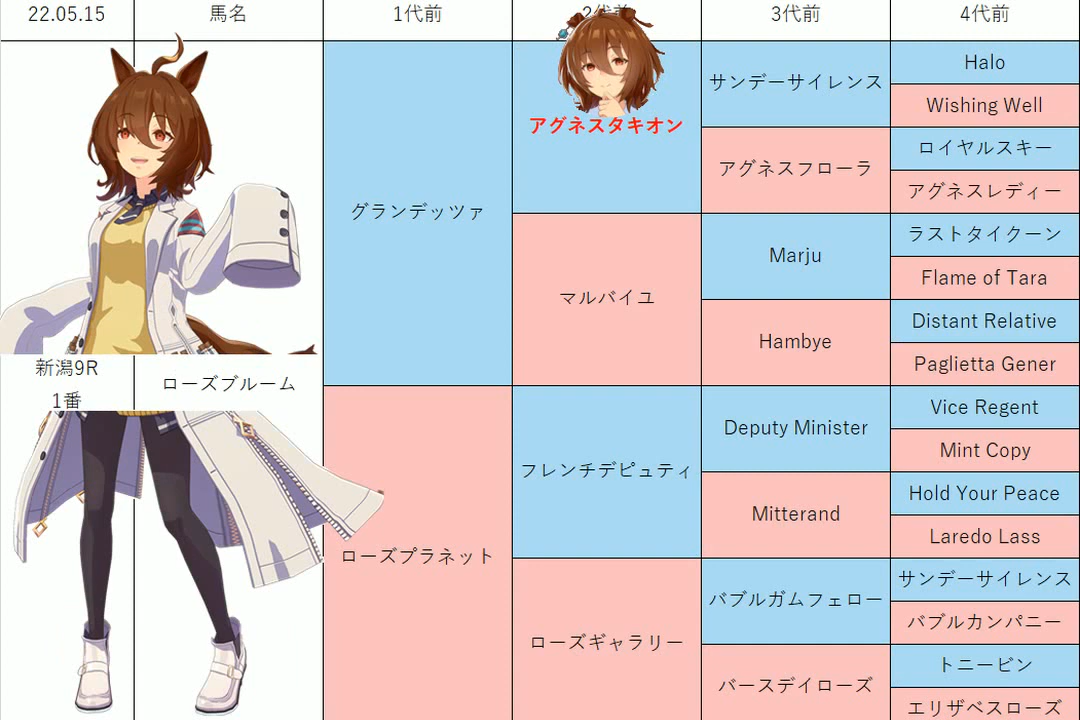 22.05.15
馬名
1代前
2代前
3代前
4代前
新潟9R
1番
ローズブルーム
グランデッツァ
ローズプラネット
アグネスタキオン
マルバイユ
フレンチデピュティ
ローズギャラリー
サンデーサイレンス
アグネスフローラ
Marju
Hambye
Deputy Minister
Mitterand
バブルガムフェロー
バースデイローズ
Halo
Wishing Well
ロイヤルスキー
アグネスレディー
ラストタイクーン
Flame of Tara
Distant Relative
Paglietta Gener
Vice Regent
Mint Copy
Hold Your Peace
Laredo Lass
サンデーサイレンス
バブルカンパニー
トニービン
エリザベスローズ